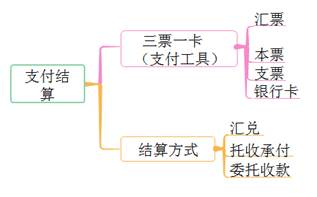 支付结
算
三票一卡
（支付工具）
汇票
本票
支票
银行卡
结算方式
汇兑
托收承付
委托收款